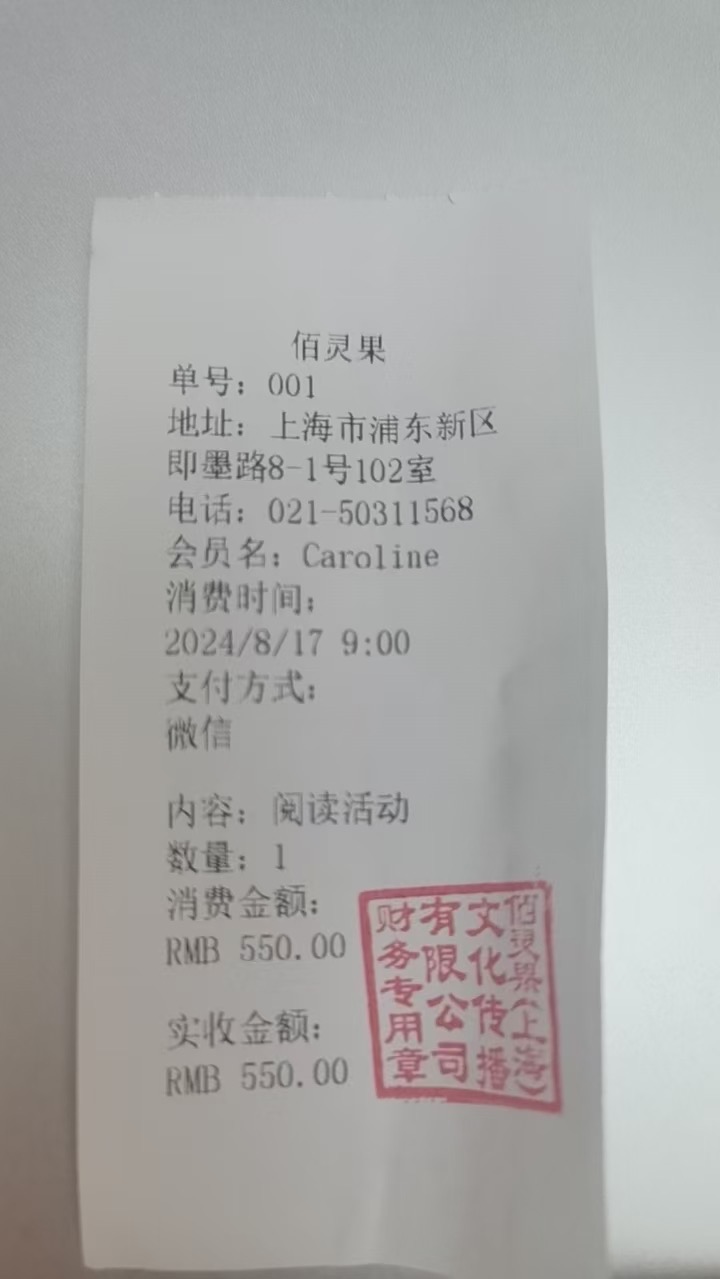 佰灵果
单号：001
地址：上海市浦东新区
即墨路8-1号102室
电话：021-50311568
会员名：Caroline
消费时间：
2024/8/17 9:00
支付方式：
微信
内容：阅读活动
数量：1
消费金额：
RMB 550.00
实收金额：
RMB 550.00
佰灵果（上海）
文化传播
有限公司
财务专用章